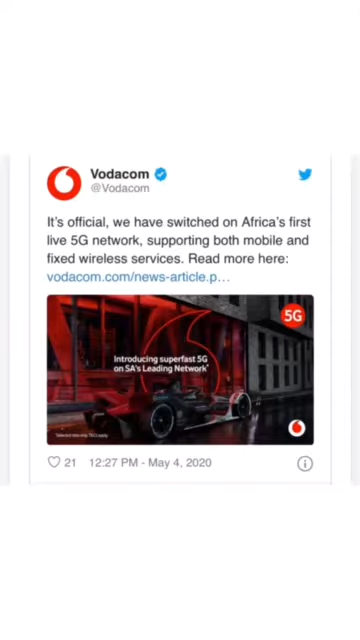 Vodacom
@Vodacom
It's official, we have switched on Africa's first
live 5G network, supporting both mobile and
fixed wireless services. Read more here:
vodacom.com/news-article.p…
5G
Introducing superfast 5G
on SA's Leading Network*
21 12:27 PM - May 4, 2020